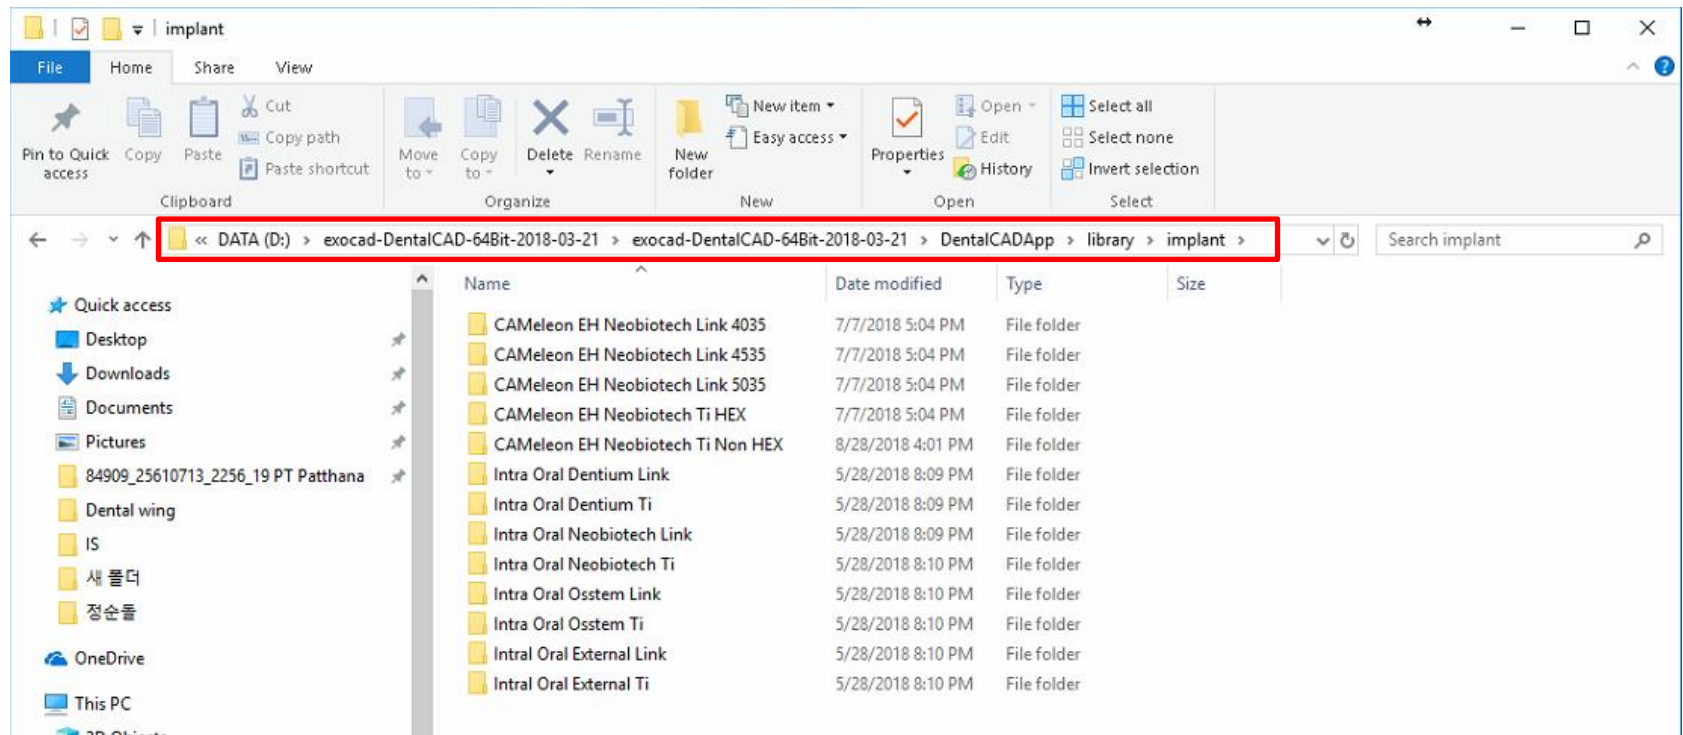 implant
File Home Share View
Pin to Quick access Copy Paste Cut Copy path Paste shortcut Move to Copy to Delete Rename New folder New item Easy access Properties Open Edit History Select all Select none Invert selection
Clipboard Organize New Open Select
« DATA (D:) > exocad-DentalCAD-64Bit-2018-03-21 > exocad-DentalCAD-64Bit-2018-03-21 > DentalCADApp > library > implant > Search implant
Name Date modified Type Size
Quick access
Desktop
Downloads
Documents
Pictures
84909_25610713_2256_19 PT Patthana
Dental wing
IS
새 폴더
정순돌
OneDrive
This PC
CAMeleon EH Neobiotech Link 4035 7/7/2018 5:04 PM File folder
CAMeleon EH Neobiotech Link 4535 7/7/2018 5:04 PM File folder
CAMeleon EH Neobiotech Link 5035 7/7/2018 5:04 PM File folder
CAMeleon EH Neobiotech Ti HEX 7/7/2018 5:04 PM File folder
CAMeleon EH Neobiotech Ti Non HEX 8/28/2018 4:01 PM File folder
Intra Oral Dentium Link 5/28/2018 8:09 PM File folder
Intra Oral Dentium Ti 5/28/2018 8:09 PM File folder
Intra Oral Neobiotech Link 5/28/2018 8:09 PM File folder
Intra Oral Neobiotech Ti 5/28/2018 8:10 PM File folder
Intra Oral Osstem Link 5/28/2018 8:10 PM File folder
Intra Oral Osstem Ti 5/28/2018 8:10 PM File folder
Intral Oral External Link 5/28/2018 8:10 PM File folder
Intral Oral External Ti 5/28/2018 8:10 PM File folder